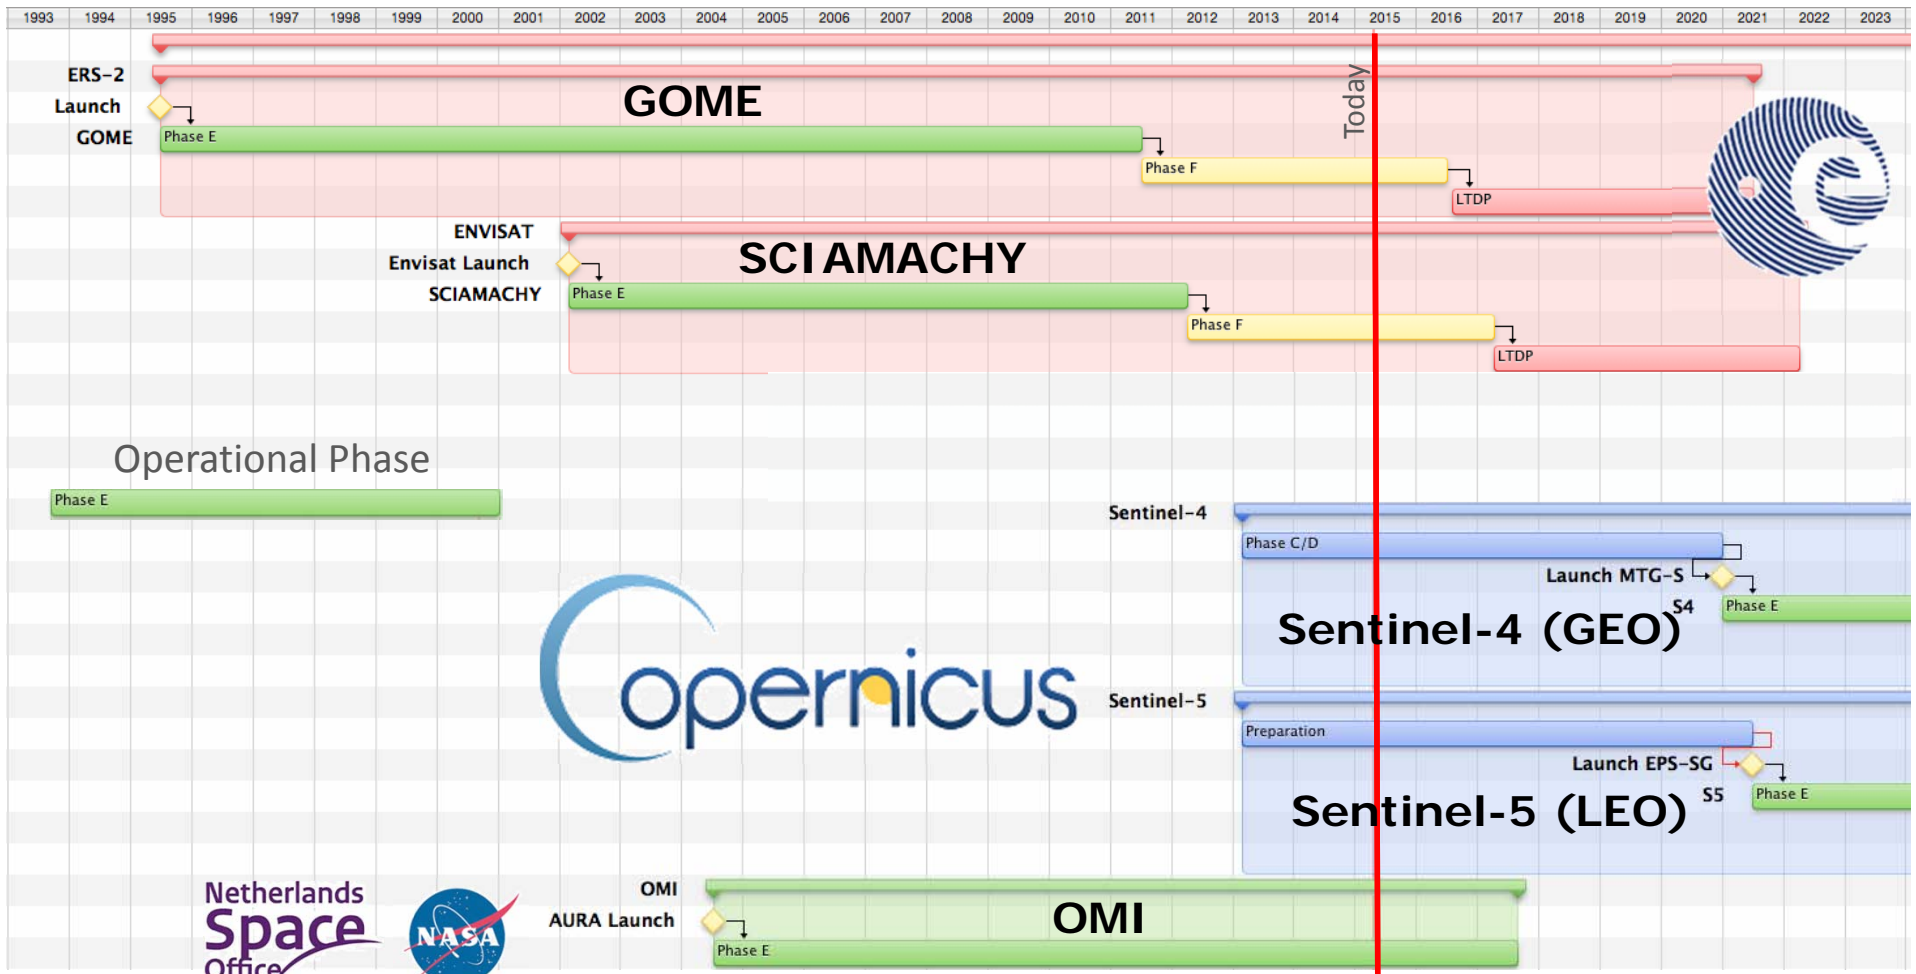 1993 1994 1995 1996 1997 1998 1999 2000 2001 2002 2003 2004 2005 2006 2007 2008 2009 2010 2011 2012 2013 2014 2015 2016 2017 2018 2019 2020 2021 2022 2023
Today
ERS-2
Launch
GOME
GOME
Phase E
Phase F
LTDP
e
ENVISAT
Envisat Launch
SCIAMACHY
SCIAMACHY
Phase E
Phase F
LTDP
Operational Phase
Phase E
Sentinel-4
Phase C/D
Launch MTG-S
S4
Phase E
Sentinel-4 (GEO)
Copernicus
Sentinel-5
Preparation
Launch EPS-SG
S5
Phase E
Sentinel-5 (LEO)
Netherlands
Space
Office
NASA
OMI
AURA Launch
OMI
Phase E